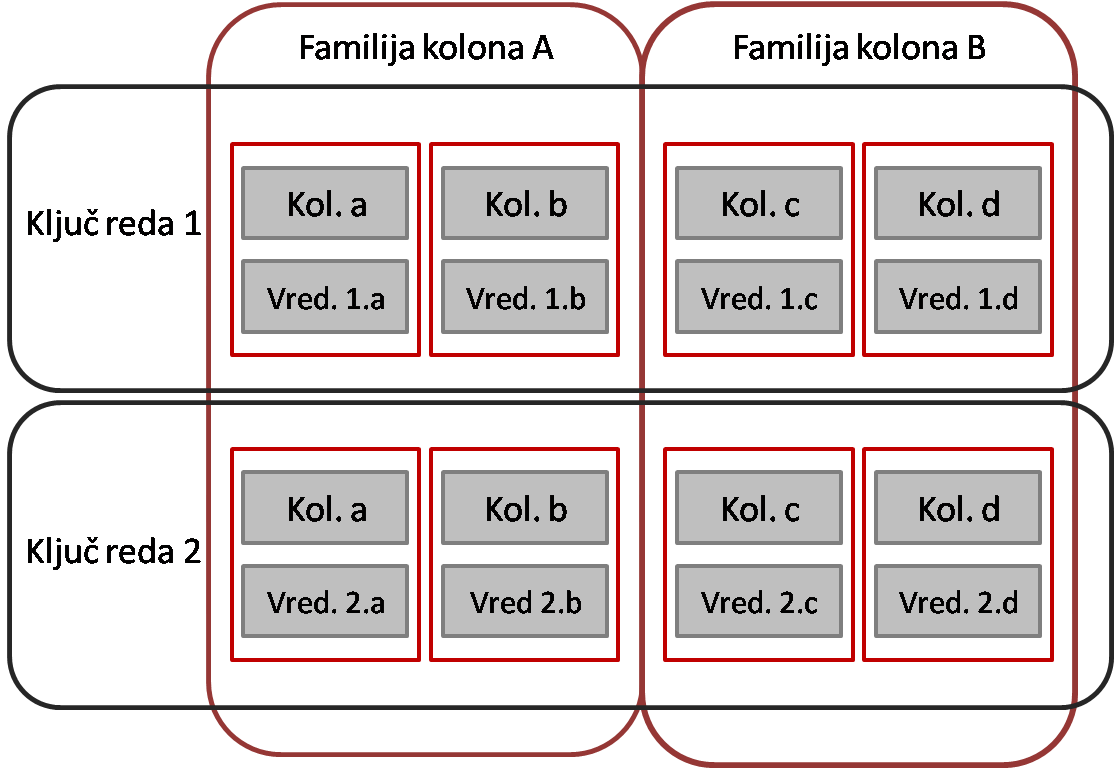 Familija kolona A
Familija kolona B
Ključ reda 1
Kol. a
Kol. b
Kol. c
Kol. d
Vred. 1.a
Vred. 1.b
Vred. 1.c
Vred. 1.d
Ključ reda 2
Kol. a
Kol. b
Kol. c
Kol. d
Vred. 2.a
Vred 2.b
Vred. 2.c
Vred. 2.d